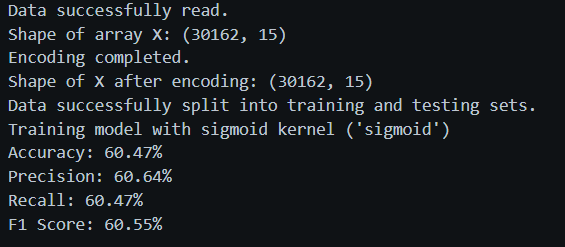 Data successfully read.
Shape of array X: (30162, 15)
Encoding completed.
Shape of X after encoding: (30162, 15)
Data successfully split into training and testing sets.
Training model with sigmoid kernel ('sigmoid')
Accuracy: 60.47%
Precision: 60.64%
Recall: 60.47%
F1 Score: 60.55%